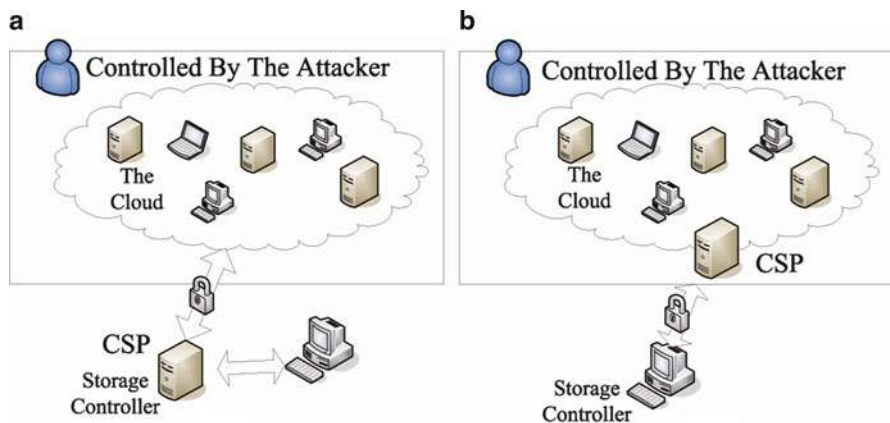 a
Controlled By The Attacker
The
Cloud
CSP
Storage
Controller
b
Controlled By The Attacker
The
Cloud
CSP
Storage
Controller